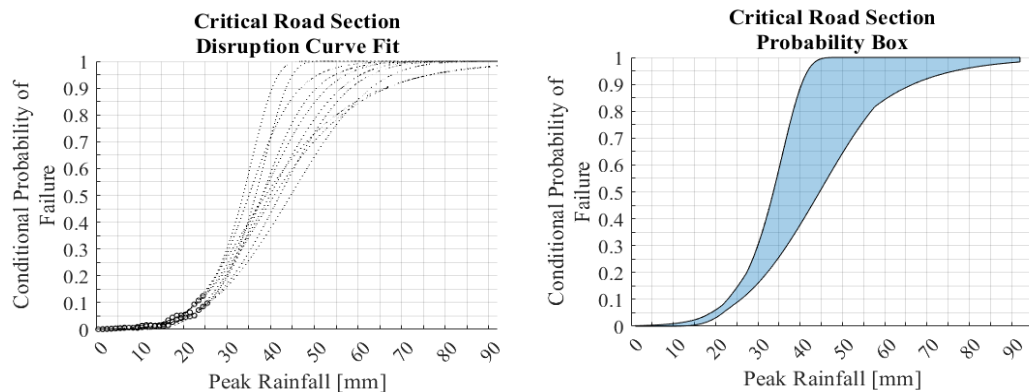 Critical Road Section
Disruption Curve Fit
1
0.9
0.8
0.7
0.6
0.5
0.4
0.3
0.2
0.1
0
Conditional Probability of
Failure
0 10 20 30 40 50 60 70 80 90
Peak Rainfall [mm]
Critical Road Section
Probability Box
1
0.9
0.8
0.7
0.6
0.5
0.4
0.3
0.2
0.1
0
Conditional Probability of
Failure
0 10 20 30 40 50 60 70 80 90
Peak Rainfall [mm]